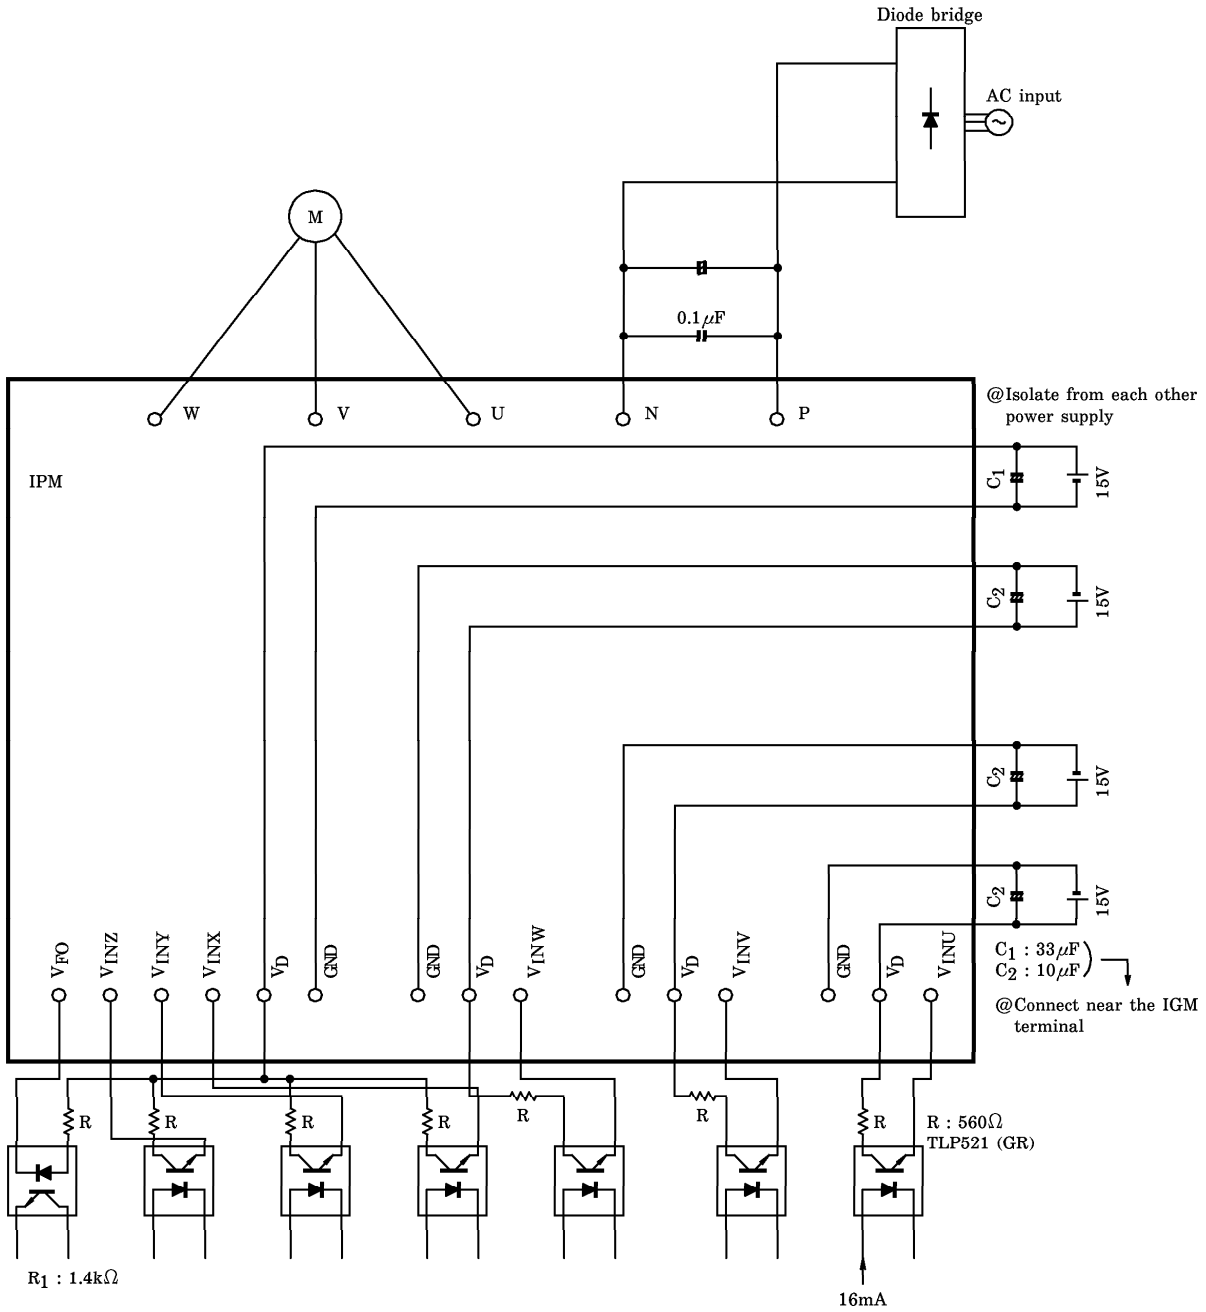 Diode bridge
AC input
M
0.1μF
W
V
U
N
P
@Isolate from each other
power supply
IPM
C1
15V
C2
15V
C2
15V
C2
15V
VFO
VINZ
VINY
VINX
VD
GND
GND
VD
VINW
GND
VD
VINV
GND
VD
VINU
C1 : 33μF
C2 : 10μF
@Connect near the IGM
terminal
R
R
R
R
R
R
R
R : 560Ω
TLP521 (GR)
R1 : 1.4kΩ
16mA